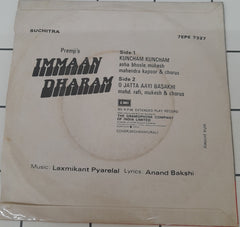 SUCHITRA
7EPE 7327
Premji's
IMMAAN
DHARAM
Side 1
KUNCHAM KUNCHAM
asha bhosle, mukesh
mahendra kapoor & chorus
Side 2
O JATTA AAYI BASAKHI
mohd. rafi, mukesh & chorus
EMI
45 R.P.M. EXTENDED PLAY RECORD
THE GRAMOPHONE COMPANY
OF INDIA LIMITED
Music: Laxmikant Pyarelal Lyrics: Anand Bakshi